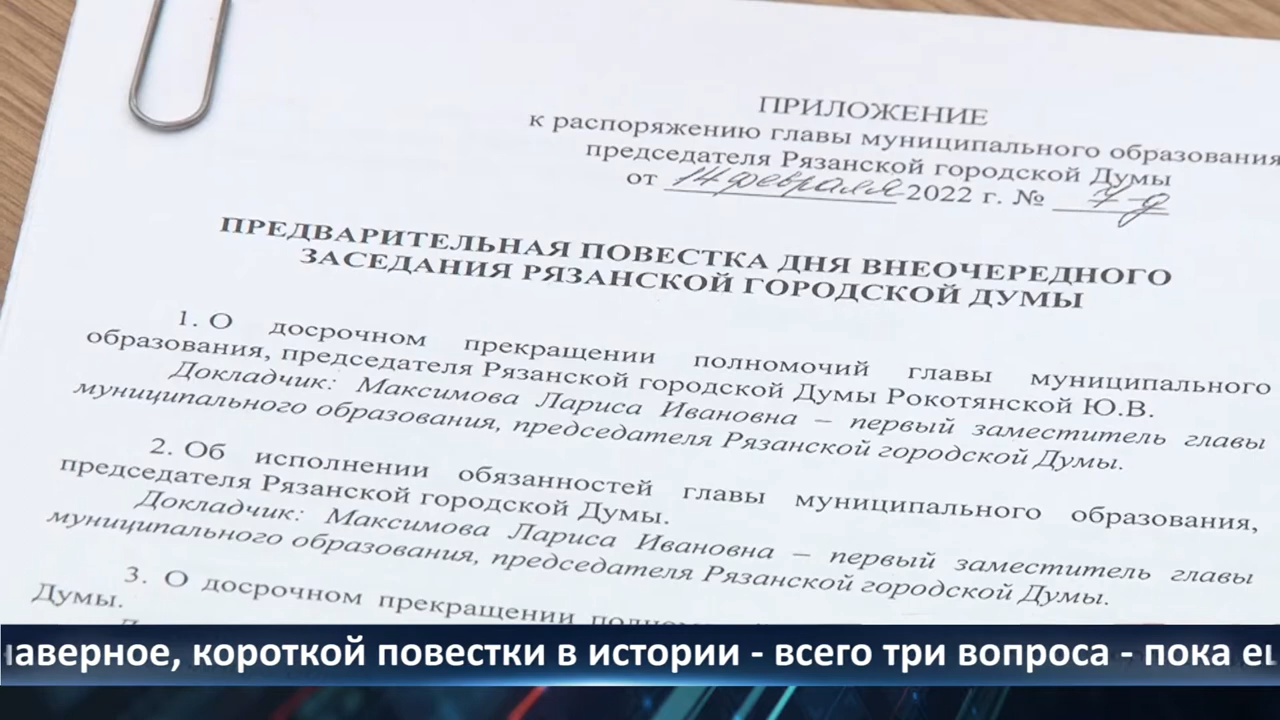 ПРИЛОЖЕНИЕ
к распоряжению главы муниципального образования
председателя Рязанской городской Думы
от 14 февраля 2022 г. № 7-д
ПРЕДВАРИТЕЛЬНАЯ ПОВЕСТКА ДНЯ ВНЕОЧЕРЕДНОГО
ЗАСЕДАНИЯ РЯЗАНСКОЙ ГОРОДСКОЙ ДУМЫ
1. О досрочном прекращении полномочий главы муниципального
образования, председателя Рязанской городской Думы Рокотянской Ю.В.
Докладчик: Максимова Лариса Ивановна – первый заместитель главы
муниципального образования, председателя Рязанской городской Думы.
2. Об исполнении обязанностей главы муниципального образования,
председателя Рязанской городской Думы.
Докладчик: Максимова Лариса Ивановна – первый заместитель главы
муниципального образования, председателя Рязанской городской Думы.
3. О досрочном прекращении
Думы.
наверное, короткой повестки в истории - всего три вопроса - пока